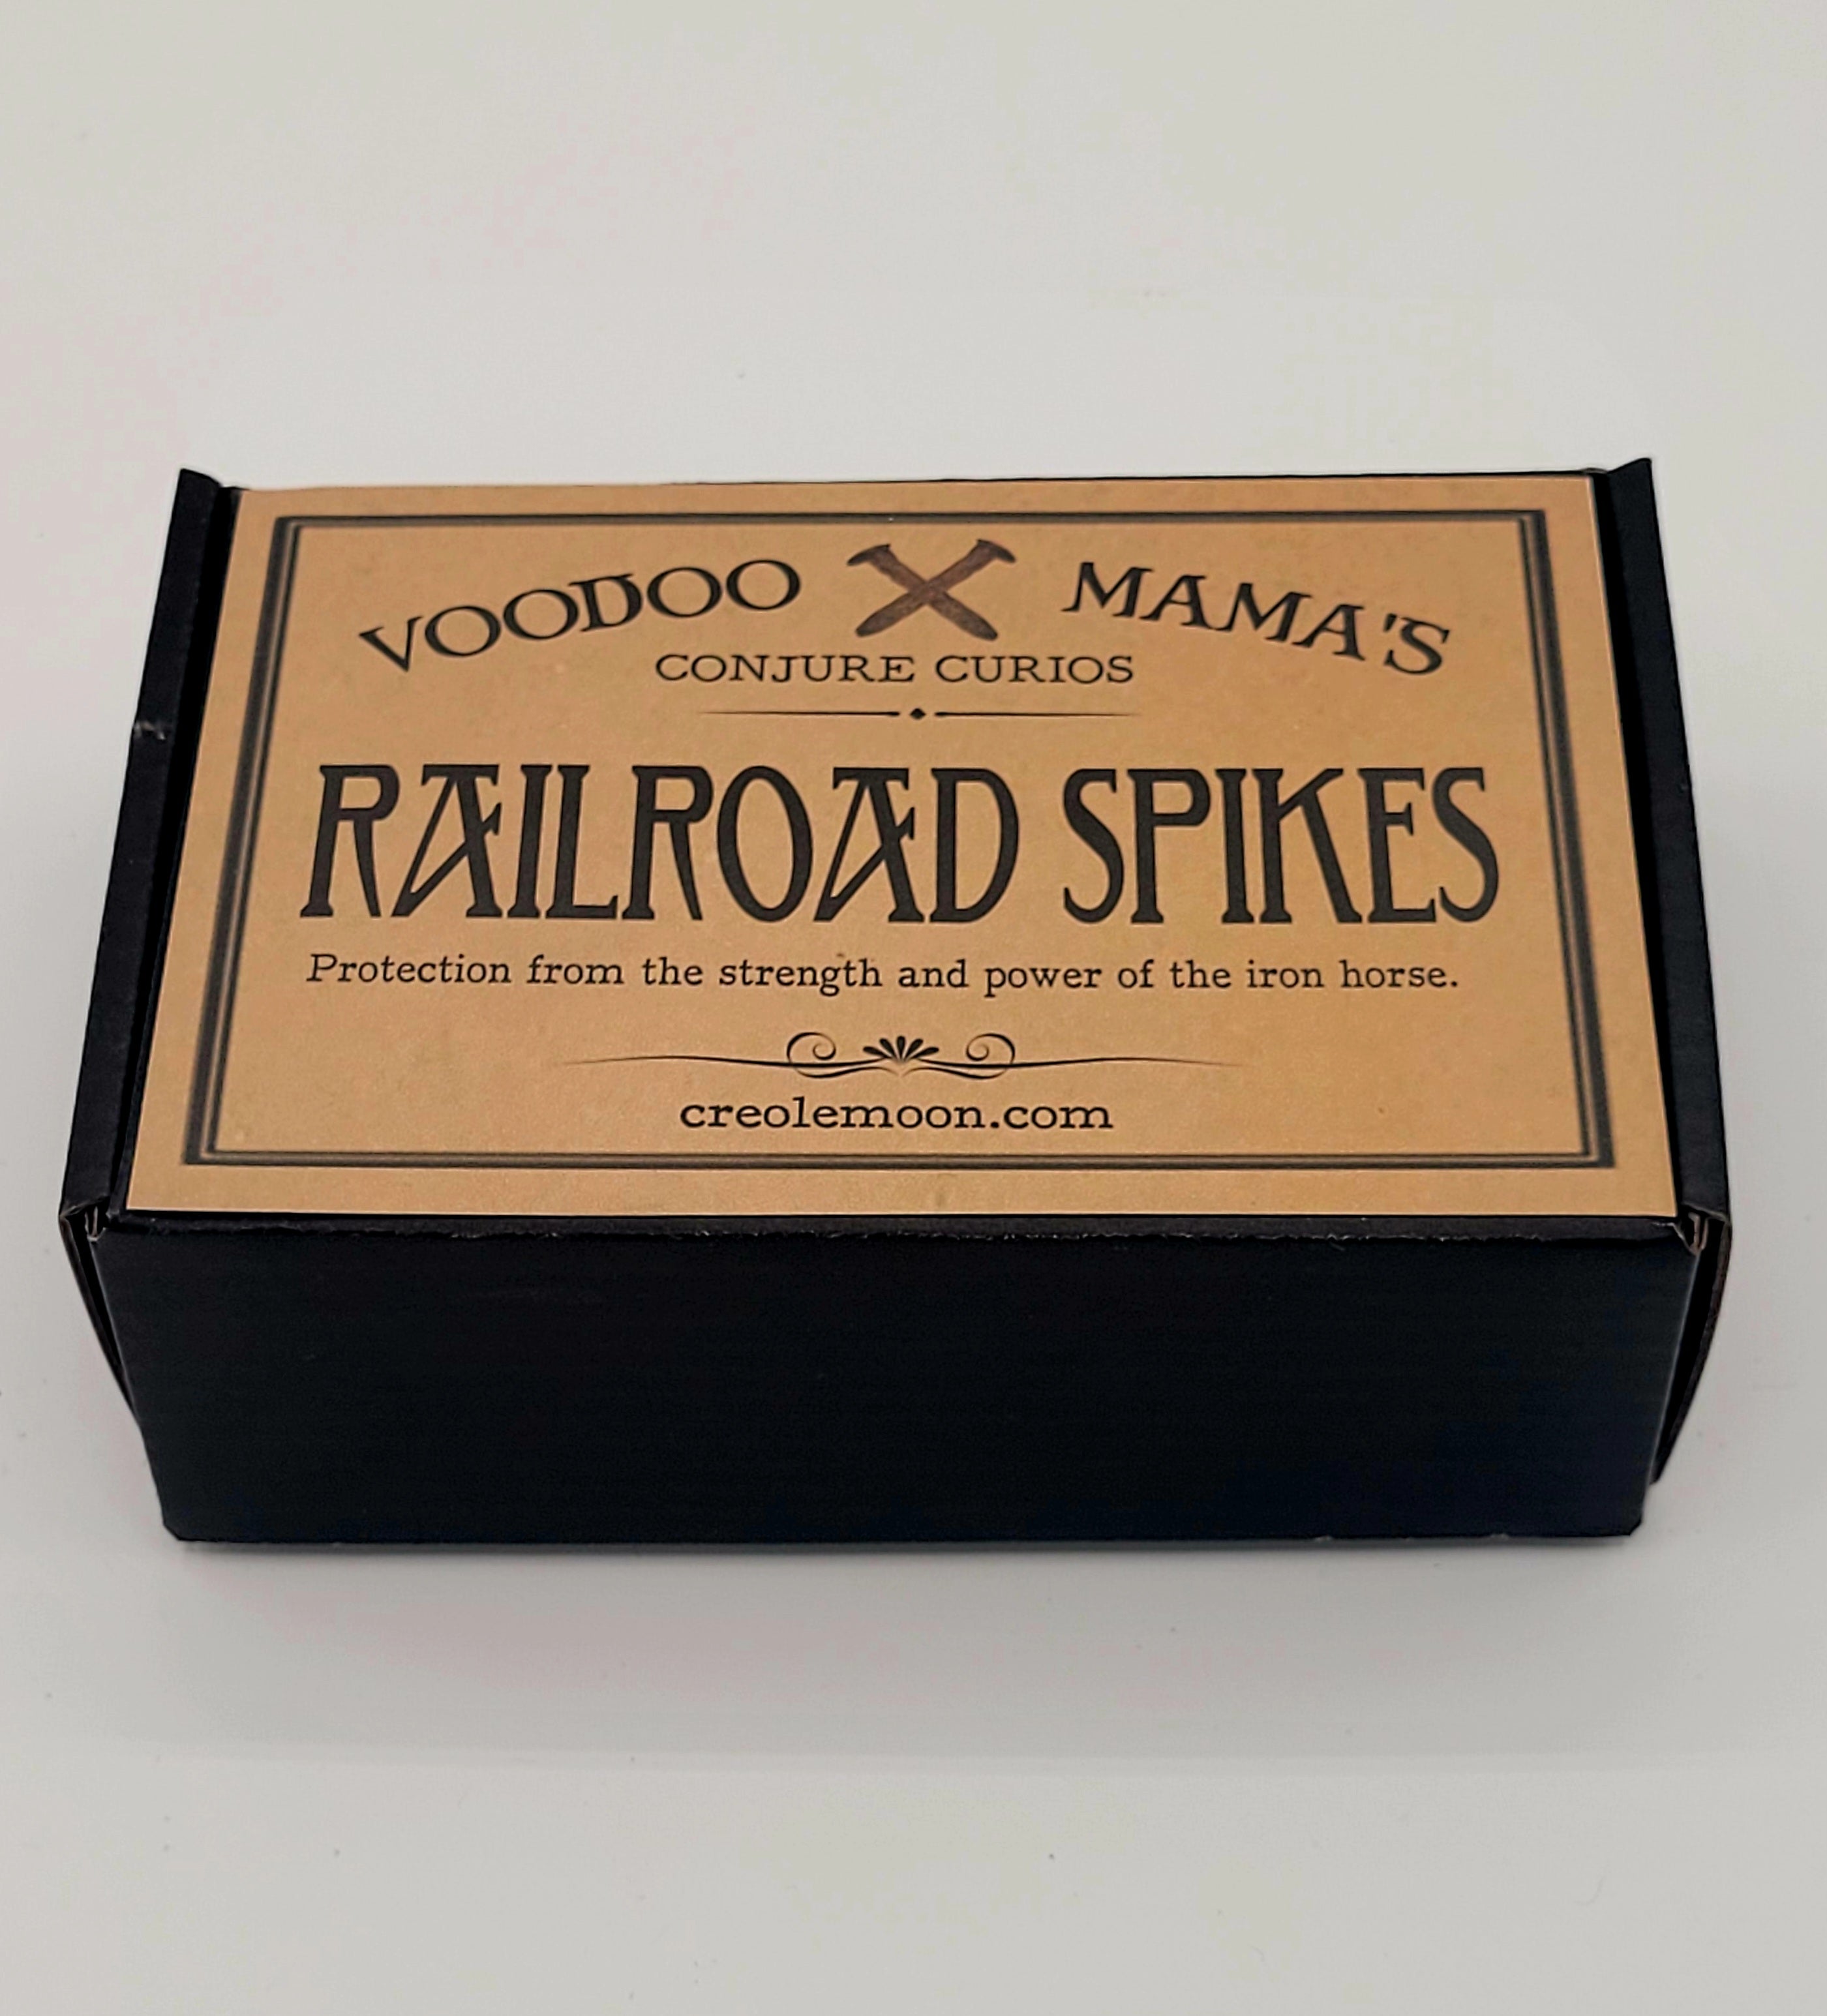 VOODOO MAMA'S
CONJURE CURIOS
RAILROAD SPIKES
Protection from the strength and power of the iron horse.
creolemoon.com